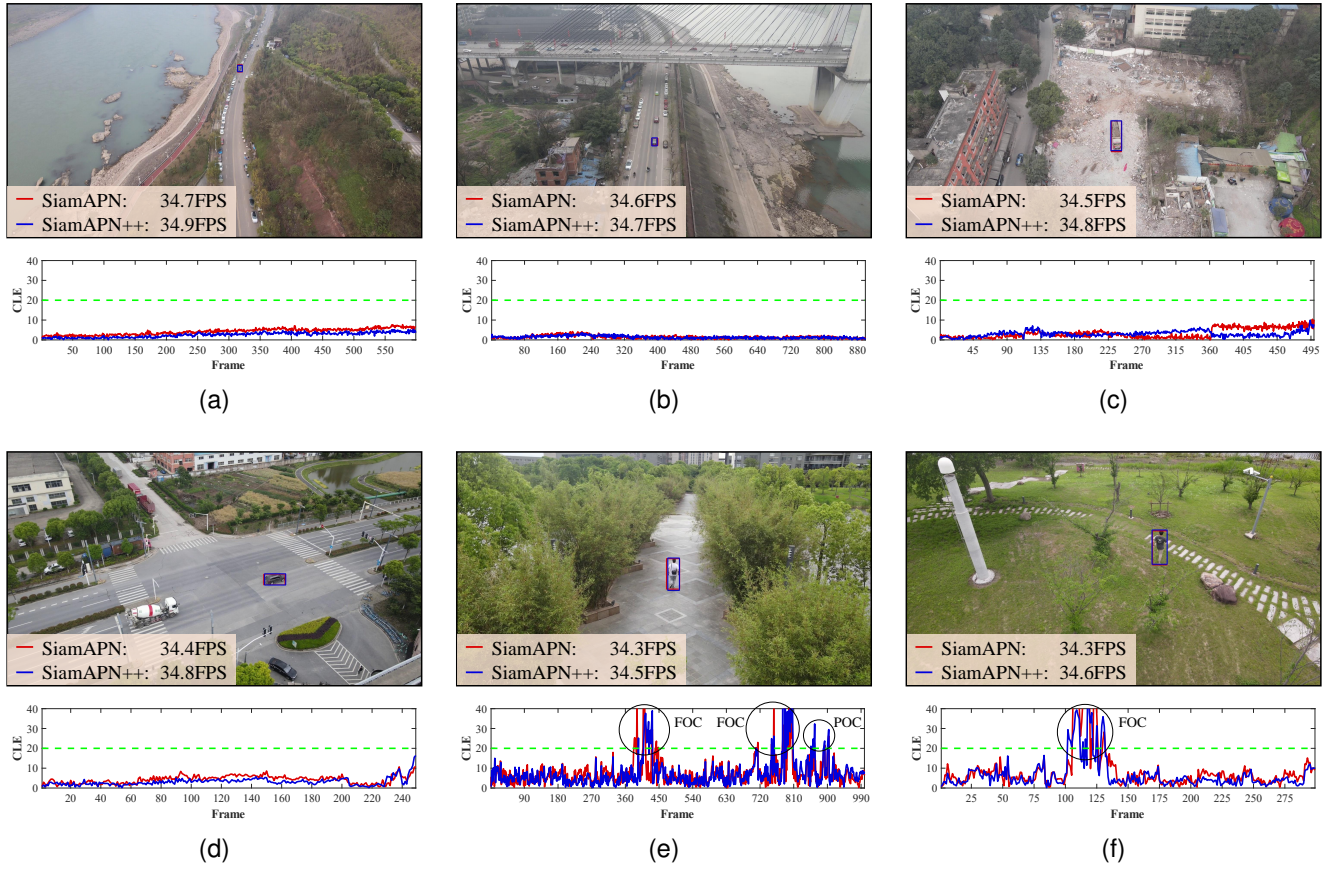 SiamAPN: 34.7FPS
SiamAPN++: 34.9FPS
SiamAPN: 34.6FPS
SiamAPN++: 34.7FPS
SiamAPN: 34.5FPS
SiamAPN++: 34.8FPS
40
30
20
10
0
CLE
50 100 150 200 250 300 350 400 450 500 550
Frame
40
30
20
10
0
CLE
80 160 240 320 400 480 560 640 720 800 880
Frame
40
30
20
10
0
CLE
45 90 135 180 225 270 315 360 405 450 495
Frame
(a)
(b)
(c)
SiamAPN: 34.4FPS
SiamAPN++: 34.8FPS
SiamAPN: 34.3FPS
SiamAPN++: 34.5FPS
SiamAPN: 34.3FPS
SiamAPN++: 34.6FPS
40
30
20
10
0
CLE
20 40 60 80 100 120 140 160 180 200 220 240
Frame
40
30
20
10
0
CLE
FOC
FOC
POC
90 180 270 360 450 540 630 720 810 900 990
Frame
40
30
20
10
0
CLE
FOC
25 50 75 100 125 150 175 200 225 250 275
Frame
(d)
(e)
(f)